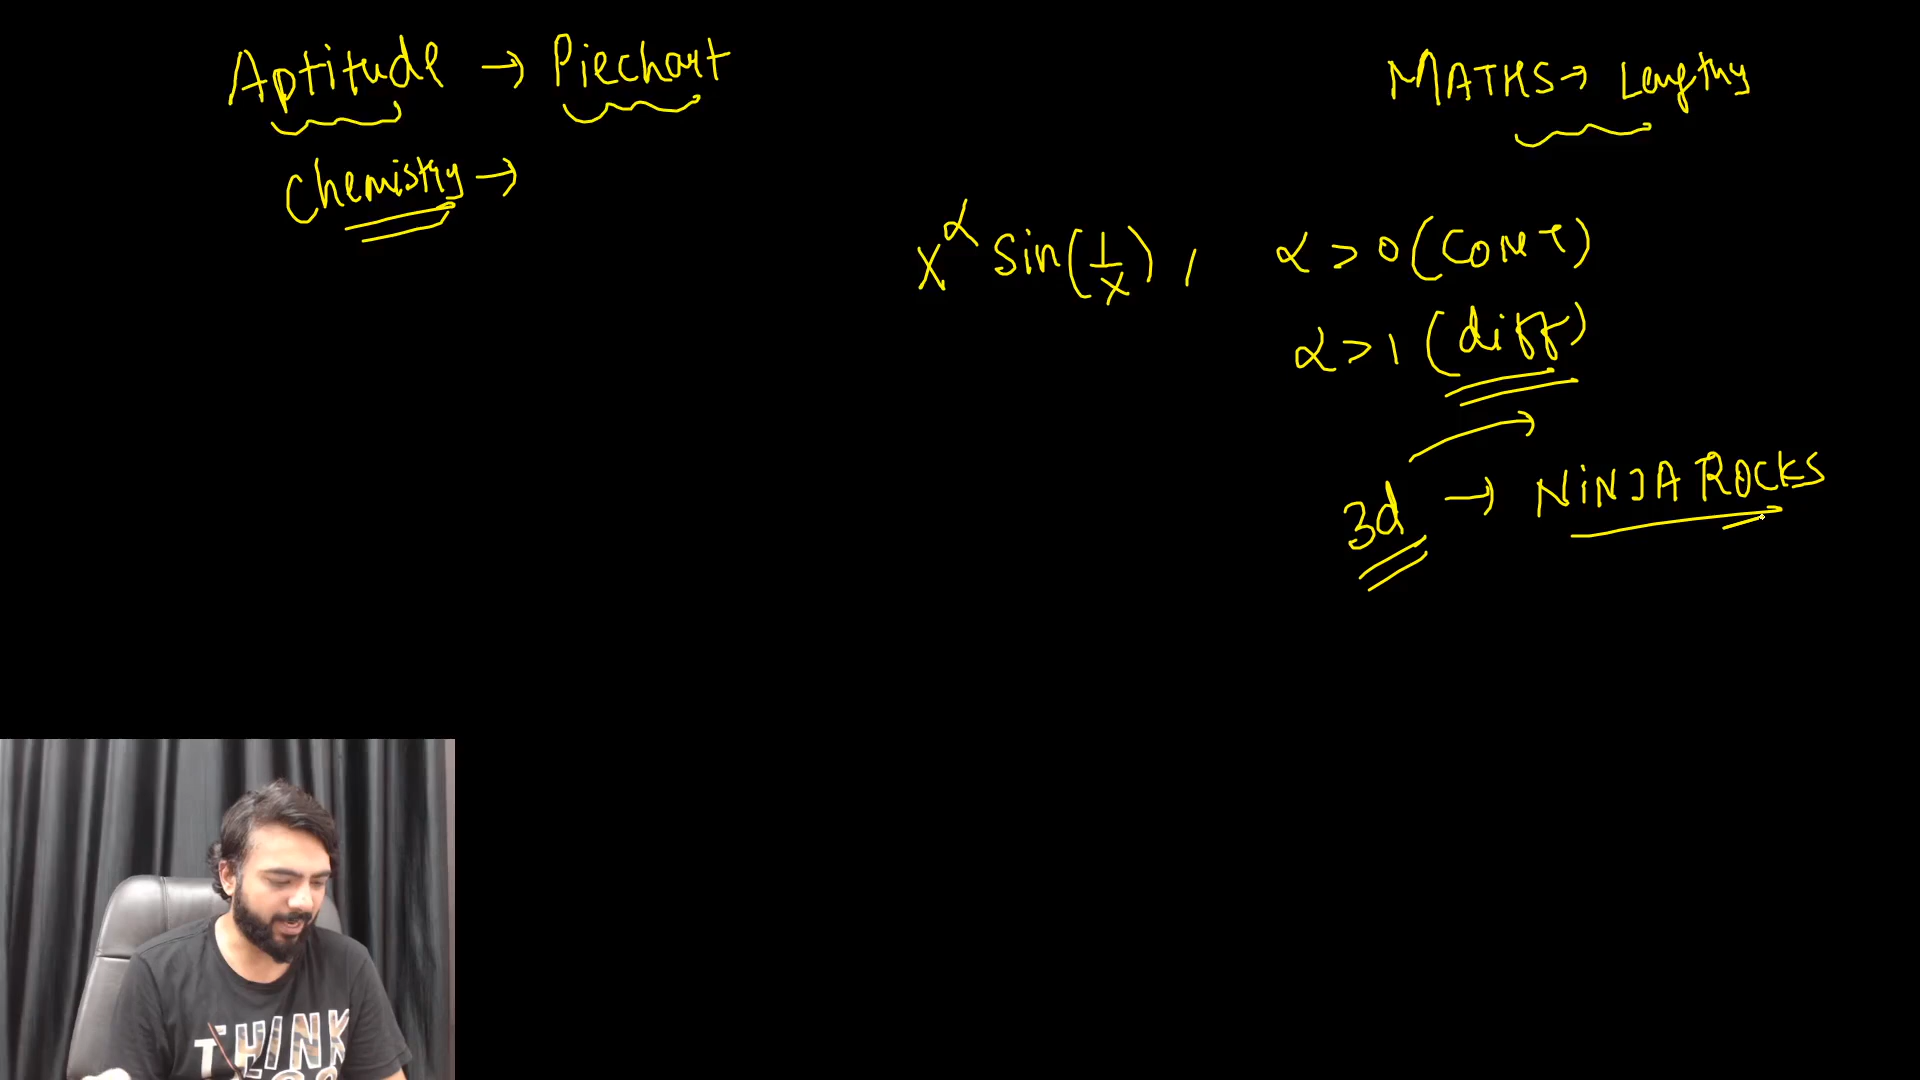 Aptitude → Piechart
Chemistry →
MATHS → Lengthy
x^α Sin(1/x), α > 0 (CONT)
α > 1 (diff)
3d → NINJA ROCKS
THINK